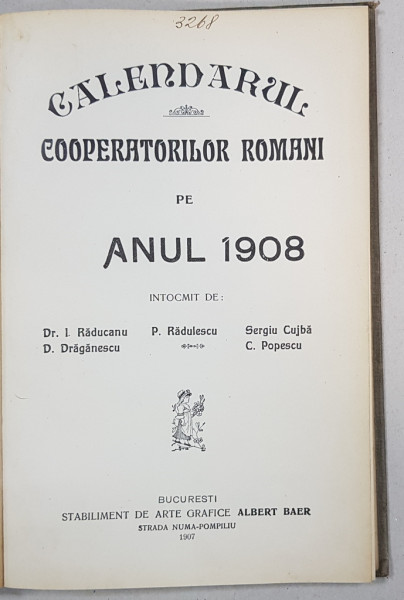 3268
CALENDARUL
COOPERATORILOR ROMANI
PE
ANUL 1908
INTOCMIT DE:
Dr. I. Răducanu P. Rădulescu Sergiu Cujbă
D. Drăgănescu C. Popescu
BUCURESTI
STABILIMENT DE ARTE GRAFICE ALBERT BAER
STRADA NUMA-POMPILIU
1907